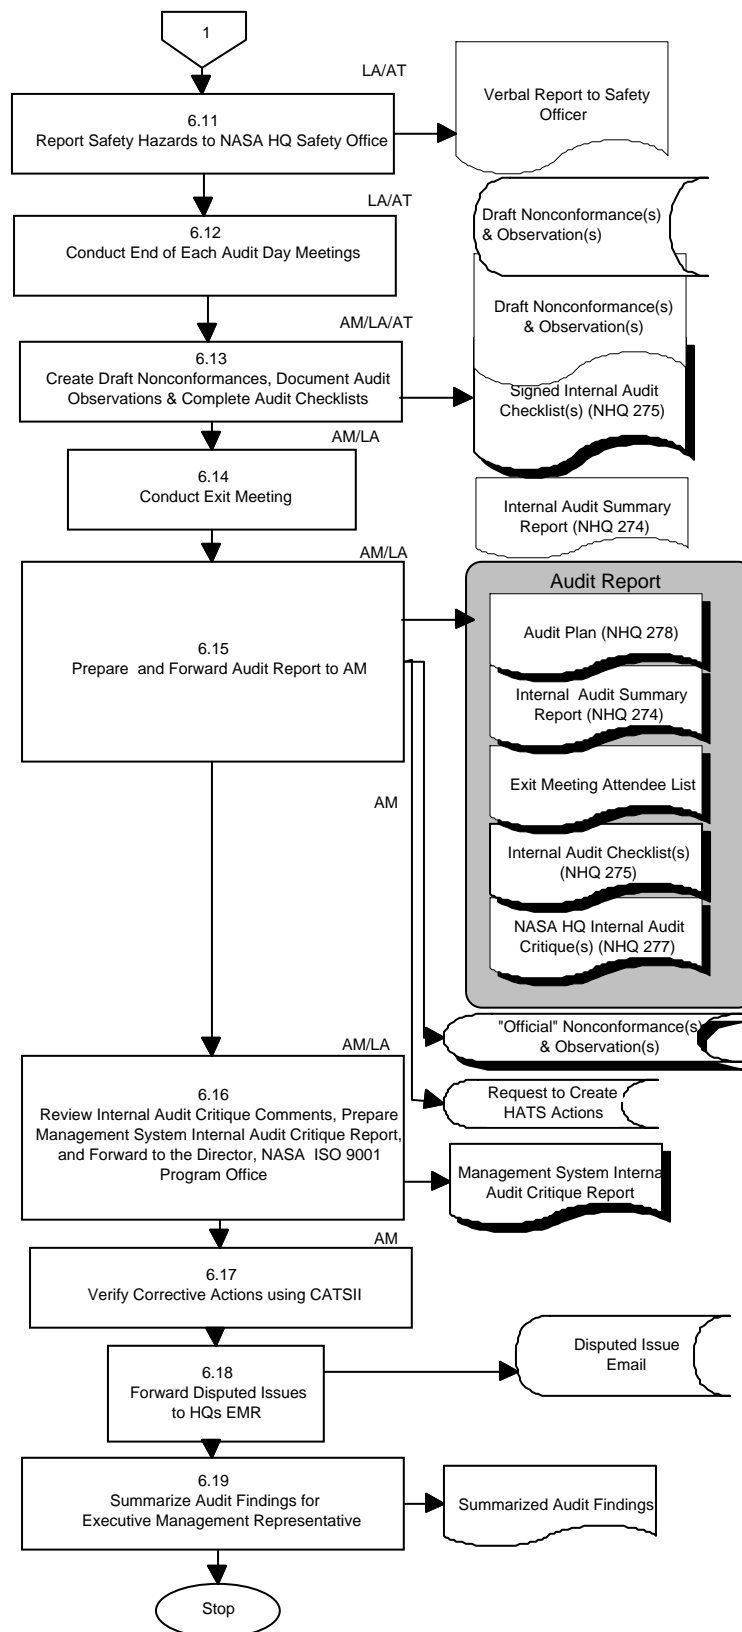 1
LA/AT
6.11
Report Safety Hazards to NASA HQ Safety Office
Verbal Report to Safety
Officer
LA/AT
6.12
Conduct End of Each Audit Day Meetings
Draft Nonconformance(s)
& Observation(s)
AM/LA/AT
6.13
Create Draft Nonconformances, Document Audit
Observations & Complete Audit Checklists
Draft Nonconformance(s)
& Observation(s)
Signed Internal Audit
Checklist(s) (NHQ 275)
AM/LA
6.14
Conduct Exit Meeting
Internal Audit Summary
Report (NHQ 274)
AM/LA
6.15
Prepare and Forward Audit Report to AM
Audit Report
Audit Plan (NHQ 278)
Internal Audit Summary
Report (NHQ 274)
Exit Meeting Attendee List
Internal Audit Checklist(s)
(NHQ 275)
NASA HQ Internal Audit
Critique(s) (NHQ 277)
AM
"Official" Nonconformance(s)
& Observation(s)
Request to Create
HATS Actions
AM/LA
6.16
Review Internal Audit Critique Comments, Prepare
Management System Internal Audit Critique Report,
and Forward to the Director, NASA ISO 9001
Program Office
Management System Internal
Audit Critique Report
AM
6.17
Verify Corrective Actions using CATSII
6.18
Forward Disputed Issues
to HQs EMR
Disputed Issue
Email
6.19
Summarize Audit Findings for
Executive Management Representative
Summarized Audit Findings
Stop